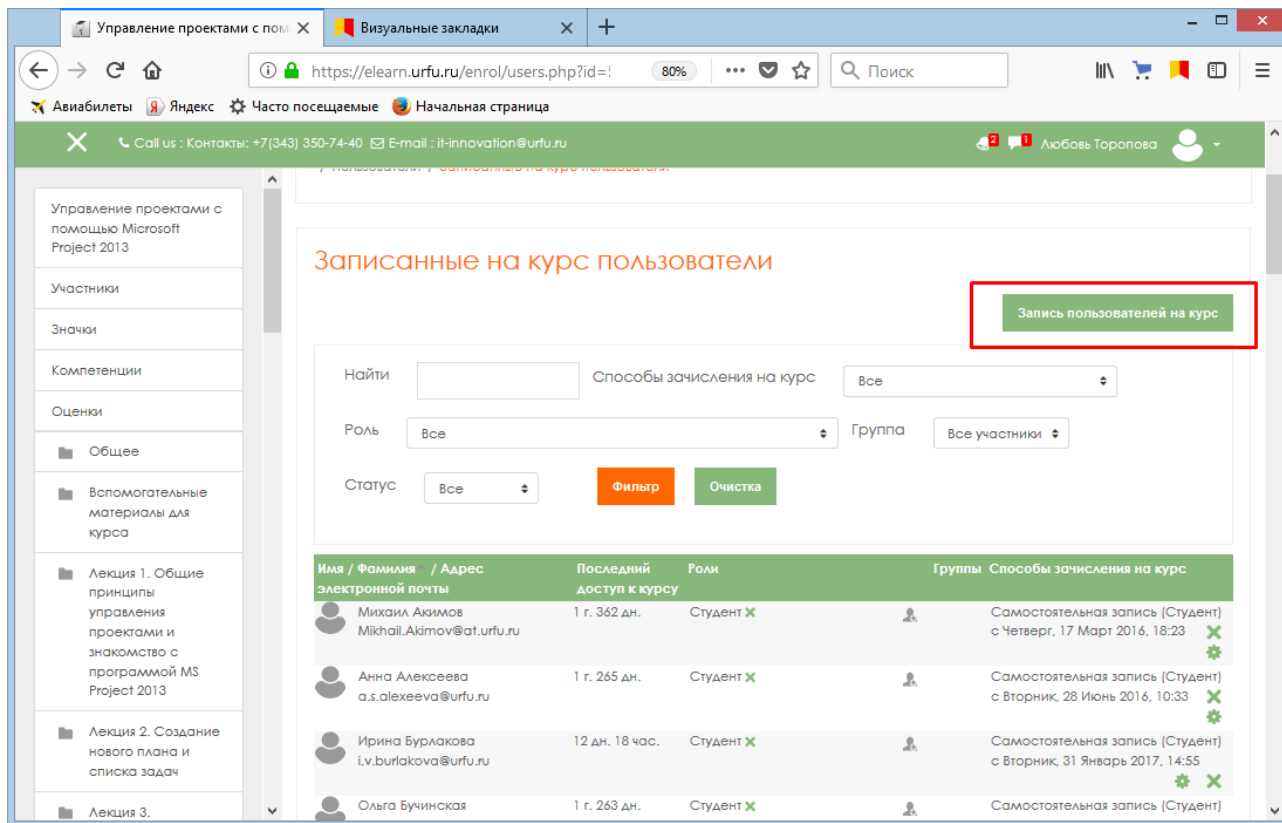 Управление проектами с пом
Визуальные закладки
https://elearn.urfu.ru/enrol/users.php?id=
80%
Поиск
Авиабилеты Яндекс Часто посещаемые Начальная страница
Call us : Контакты: +7(343) 350-74-40 E-mail : it-innovation@urfu.ru
2 1 Любовь Торопова
/ Пользователи / Записанные на курс пользователи
Управление проектами с
помощью Microsoft
Project 2013
Участники
Значки
Компетенции
Оценки
Общее
Вспомогательные
материалы для
курса
Лекция 1. Общие
принципы
управления
проектами и
знакомство с
программой MS
Project 2013
Лекция 2. Создание
нового плана и
списка задач
Лекция 3.
Записанные на курс пользователи
Запись пользователей на курс
Найти Способы зачисления на курс Все
Роль Все Группа Все участники
Статус Все Фильтр Очистка
Имя / Фамилия / Адрес Последний Роли Группы Способы зачисления на курс
электронной почты доступ к курсу
Михаил Акимов 1 г. 362 дн. Студент Самостоятельная запись (Студент)
Mikhail.Akimov@at.urfu.ru с Четверг, 17 Март 2016, 18:23
Анна Алексеева 1 г. 265 дн. Студент Самостоятельная запись (Студент)
a.s.alexeeva@urfu.ru с Вторник, 28 Июнь 2016, 10:33
Ирина Бурлакова 12 дн. 18 час. Студент Самостоятельная запись (Студент)
i.v.burlakova@urfu.ru с Вторник, 31 Январь 2017, 14:55
Ольга Бучинская 1 г. 263 дн. Студент Самостоятельная запись (Студент)